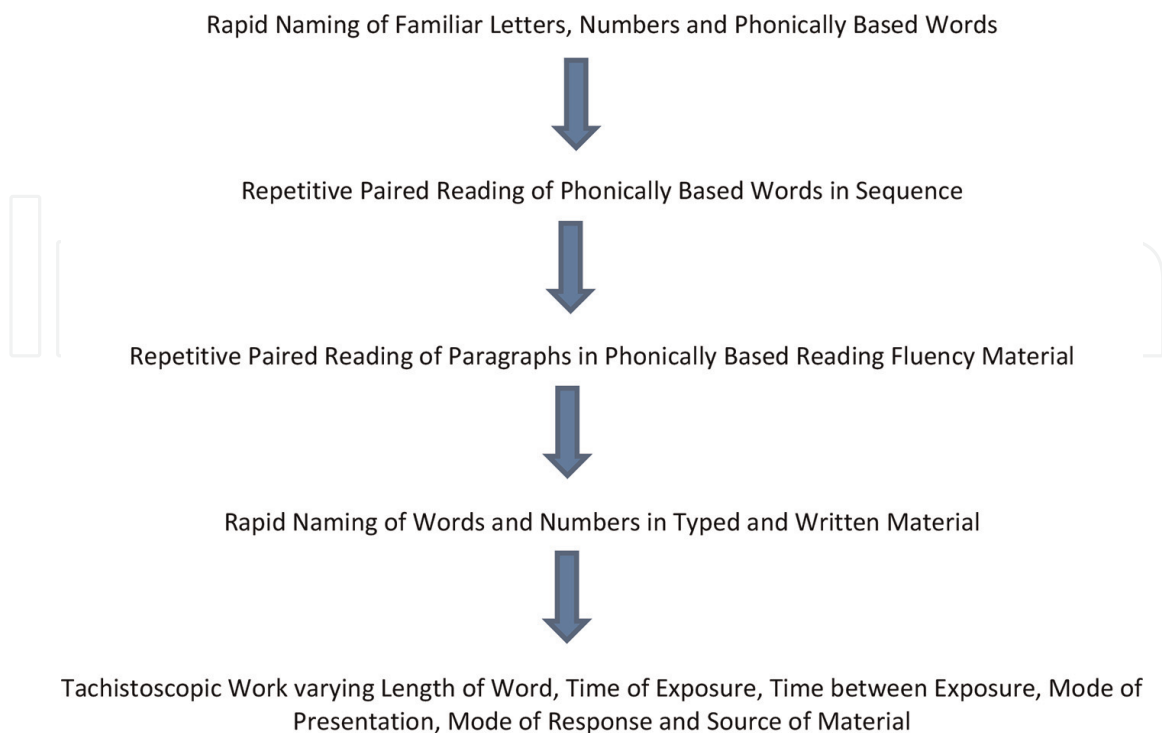 Rapid Naming of Familiar Letters, Numbers and Phonically Based Words
Repetitive Paired Reading of Phonically Based Words in Sequence
Repetitive Paired Reading of Paragraphs in Phonically Based Reading Fluency Material
Rapid Naming of Words and Numbers in Typed and Written Material
Tachistoscopic Work varying Length of Word, Time of Exposure, Time between Exposure, Mode of
Presentation, Mode of Response and Source of Material